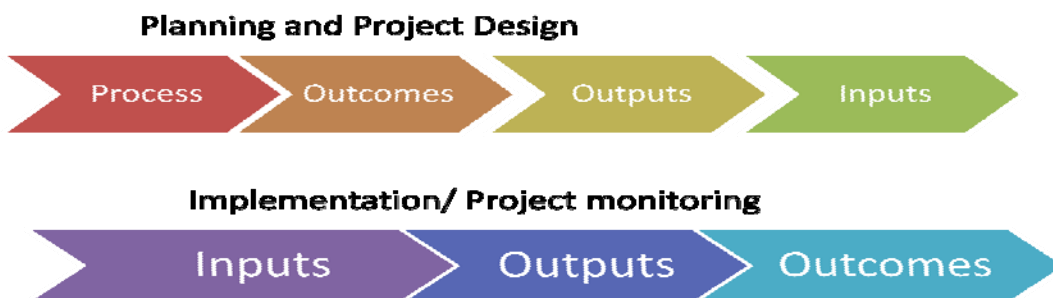 Planning and Project Design
Process Outcomes Outputs Inputs
Implementation/ Project monitoring
Inputs Outputs Outcomes